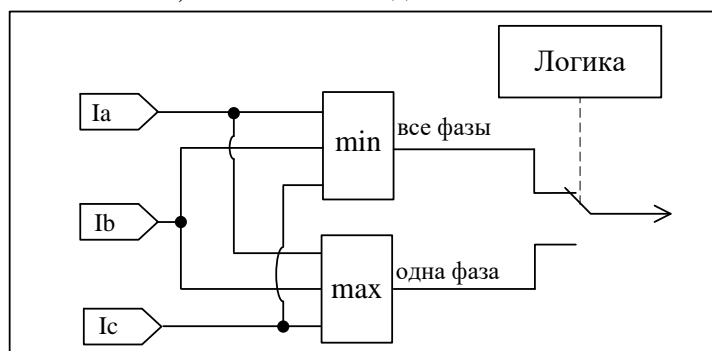 Логика
Ia
min
все фазы
Ib
max
одна фаза
Ic